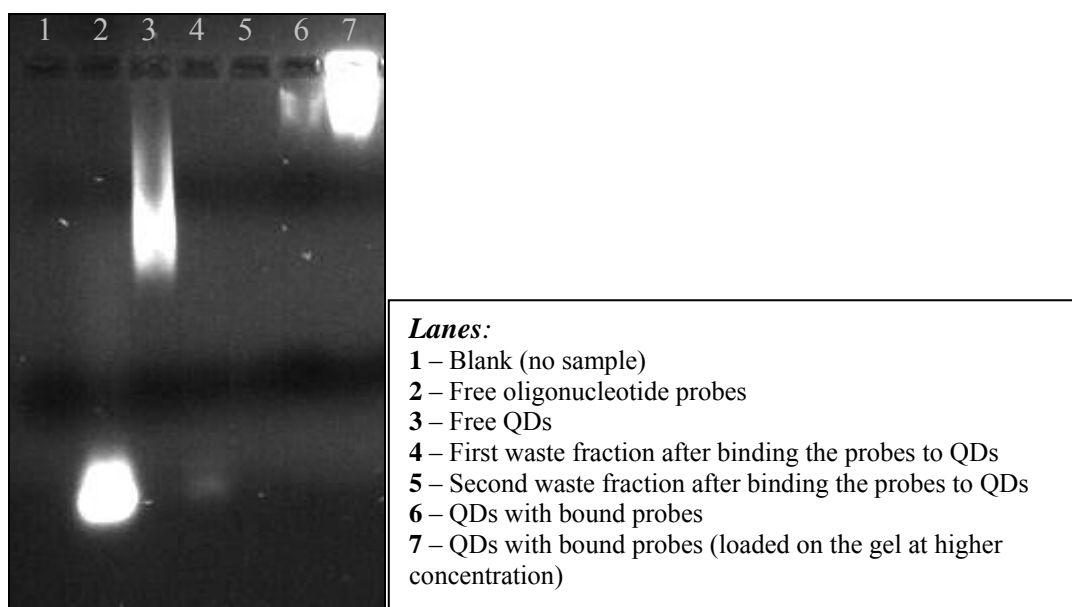 1 2 3 4 5 6 7
Lanes:
1 – Blank (no sample)
2 – Free oligonucleotide probes
3 – Free QDs
4 – First waste fraction after binding the probes to QDs
5 – Second waste fraction after binding the probes to QDs
6 – QDs with bound probes
7 – QDs with bound probes (loaded on the gel at higher
concentration)